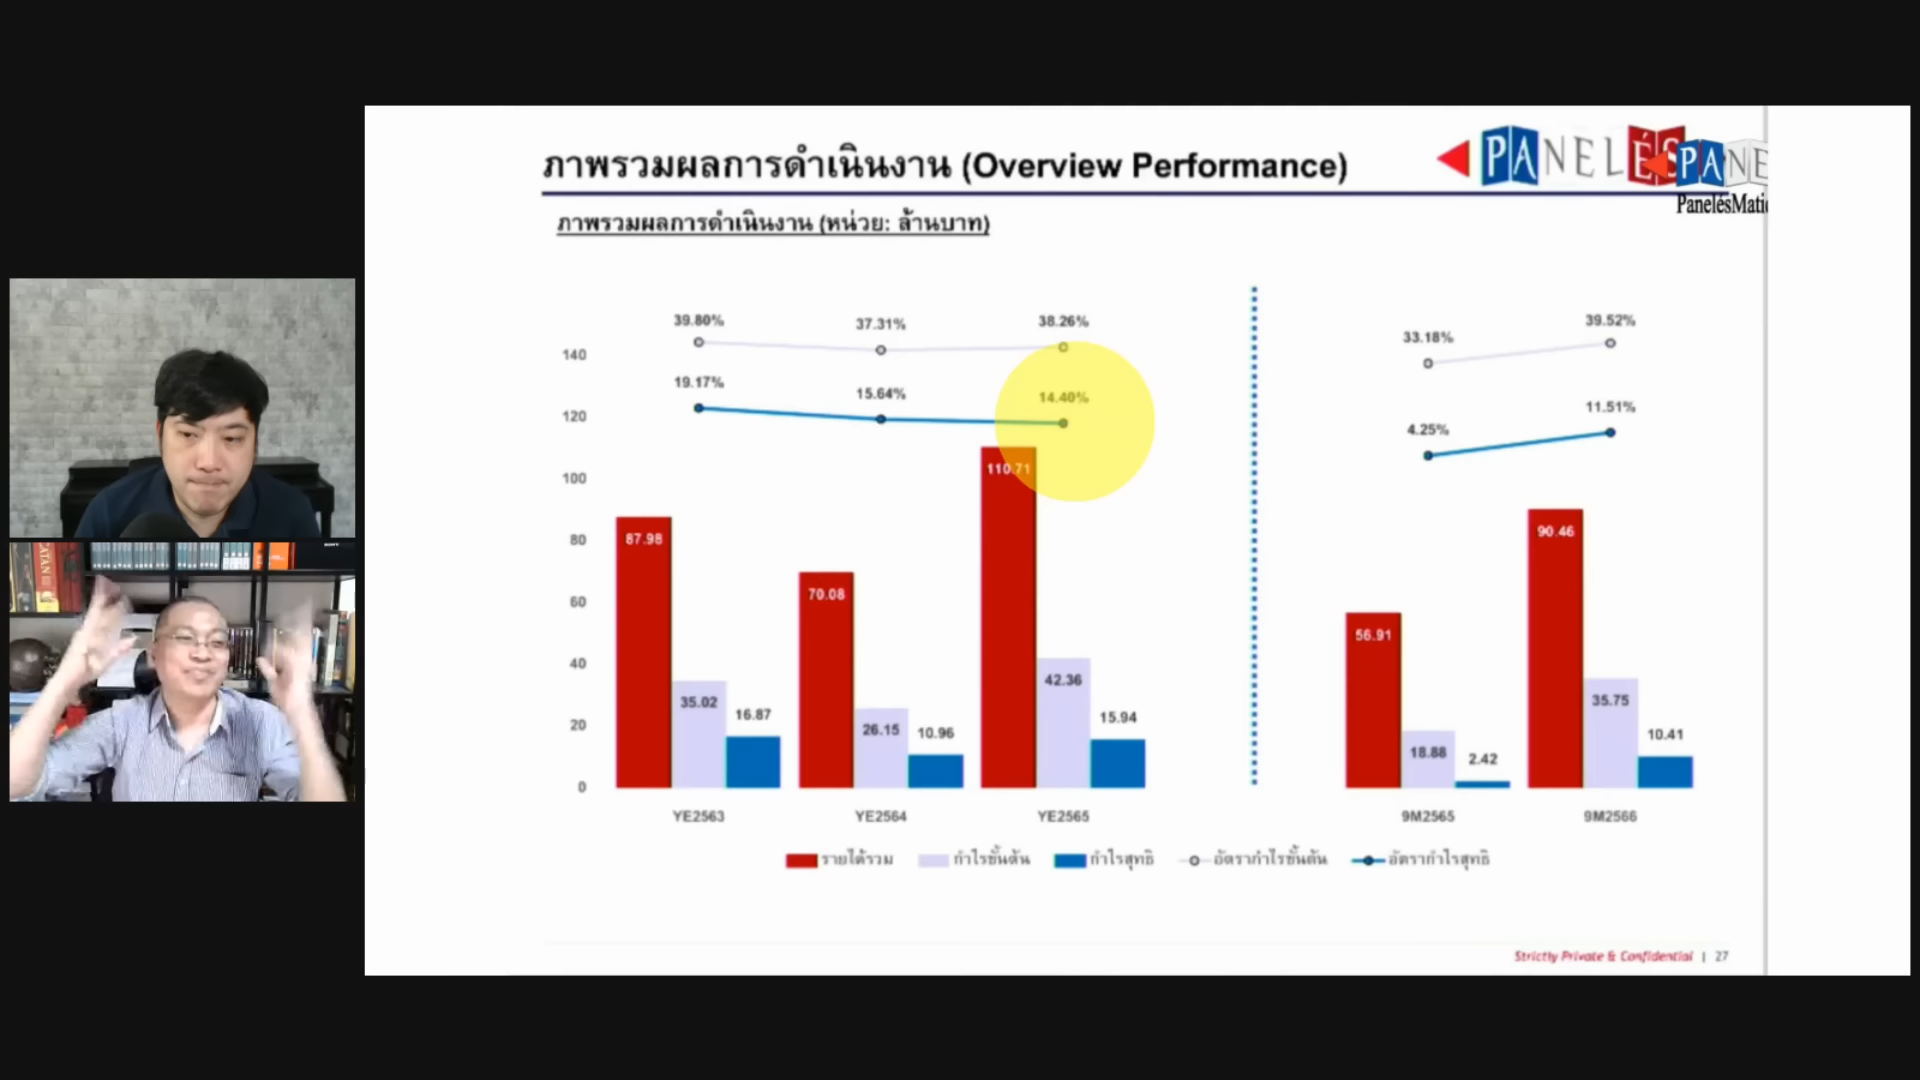 ภาพรวมผลการดำเนินงาน (Overview Performance)
PANELÉS
PANE
PanelésMatic
ภาพรวมผลการดำเนินงาน (หน่วย: ล้านบาท)
39.80% 37.31% 38.26% 33.18% 39.52%
19.17% 15.64% 14.40% 4.25% 11.51%
140
120
100
80
60
40
20
0
87.98 35.02 16.87
70.08 26.15 10.96
110.71 42.36 15.94
56.91 18.88 2.42
90.46 35.75 10.41
YE2563 YE2564 YE2565 9M2565 9M2566
รายได้รวม กำไรขั้นต้น กำไรสุทธิ อัตรากำไรขั้นต้น อัตรากำไรสุทธิ
Strictly Private & Confidential | 27
CATAN